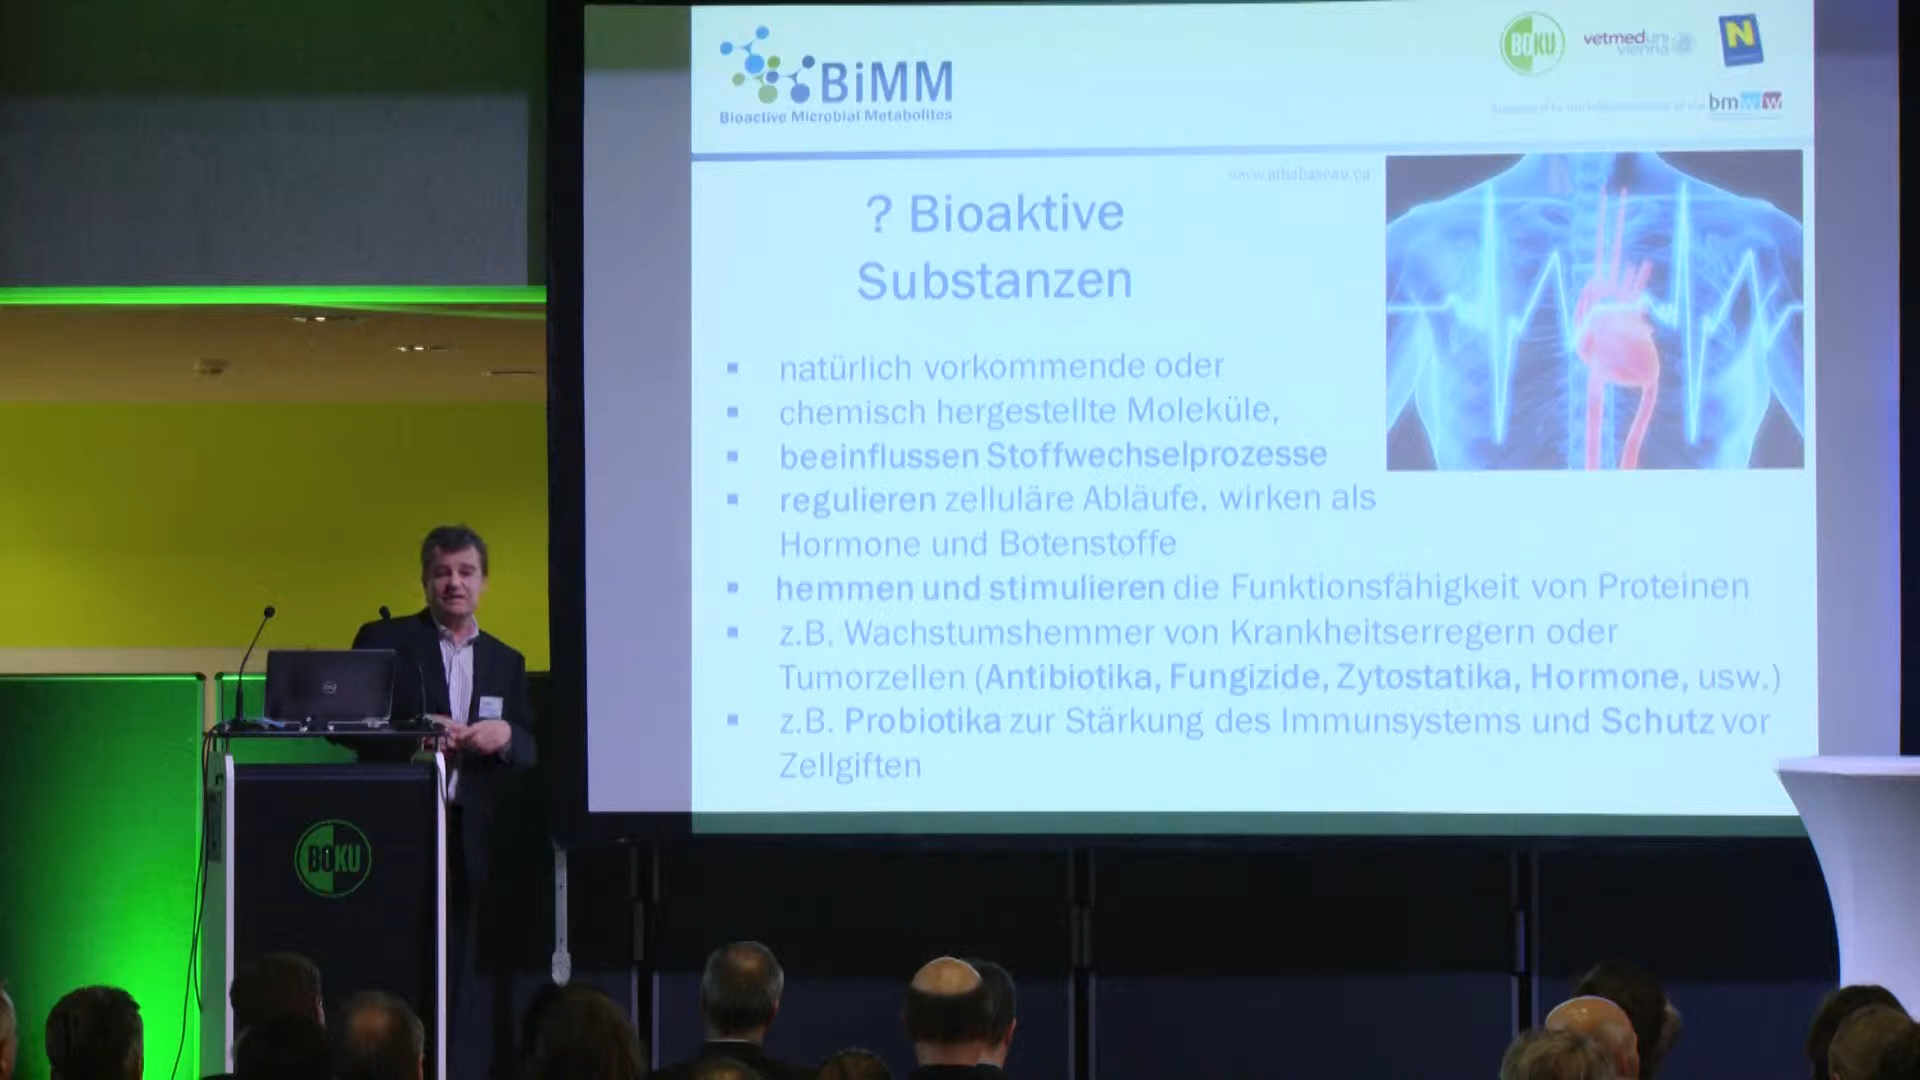 BiMM
Bioactive Microbial Metabolites
BOKU
vetmeduni
vienna
N
bmwfw
? Bioaktive
Substanzen
▪ natürlich vorkommende oder
▪ chemisch hergestellte Moleküle,
▪ beeinflussen Stoffwechselprozesse
▪ regulieren zelluläre Abläufe, wirken als
Hormone und Botenstoffe
▪ hemmen und stimulieren die Funktionsfähigkeit von Proteinen
▪ z.B. Wachstumshemmer von Krankheitserregern oder
Tumorzellen (Antibiotika, Fungizide, Zytostatika, Hormone, usw.)
▪ z.B. Probiotika zur Stärkung des Immunsystems und Schutz vor
Zellgiften
BOKU